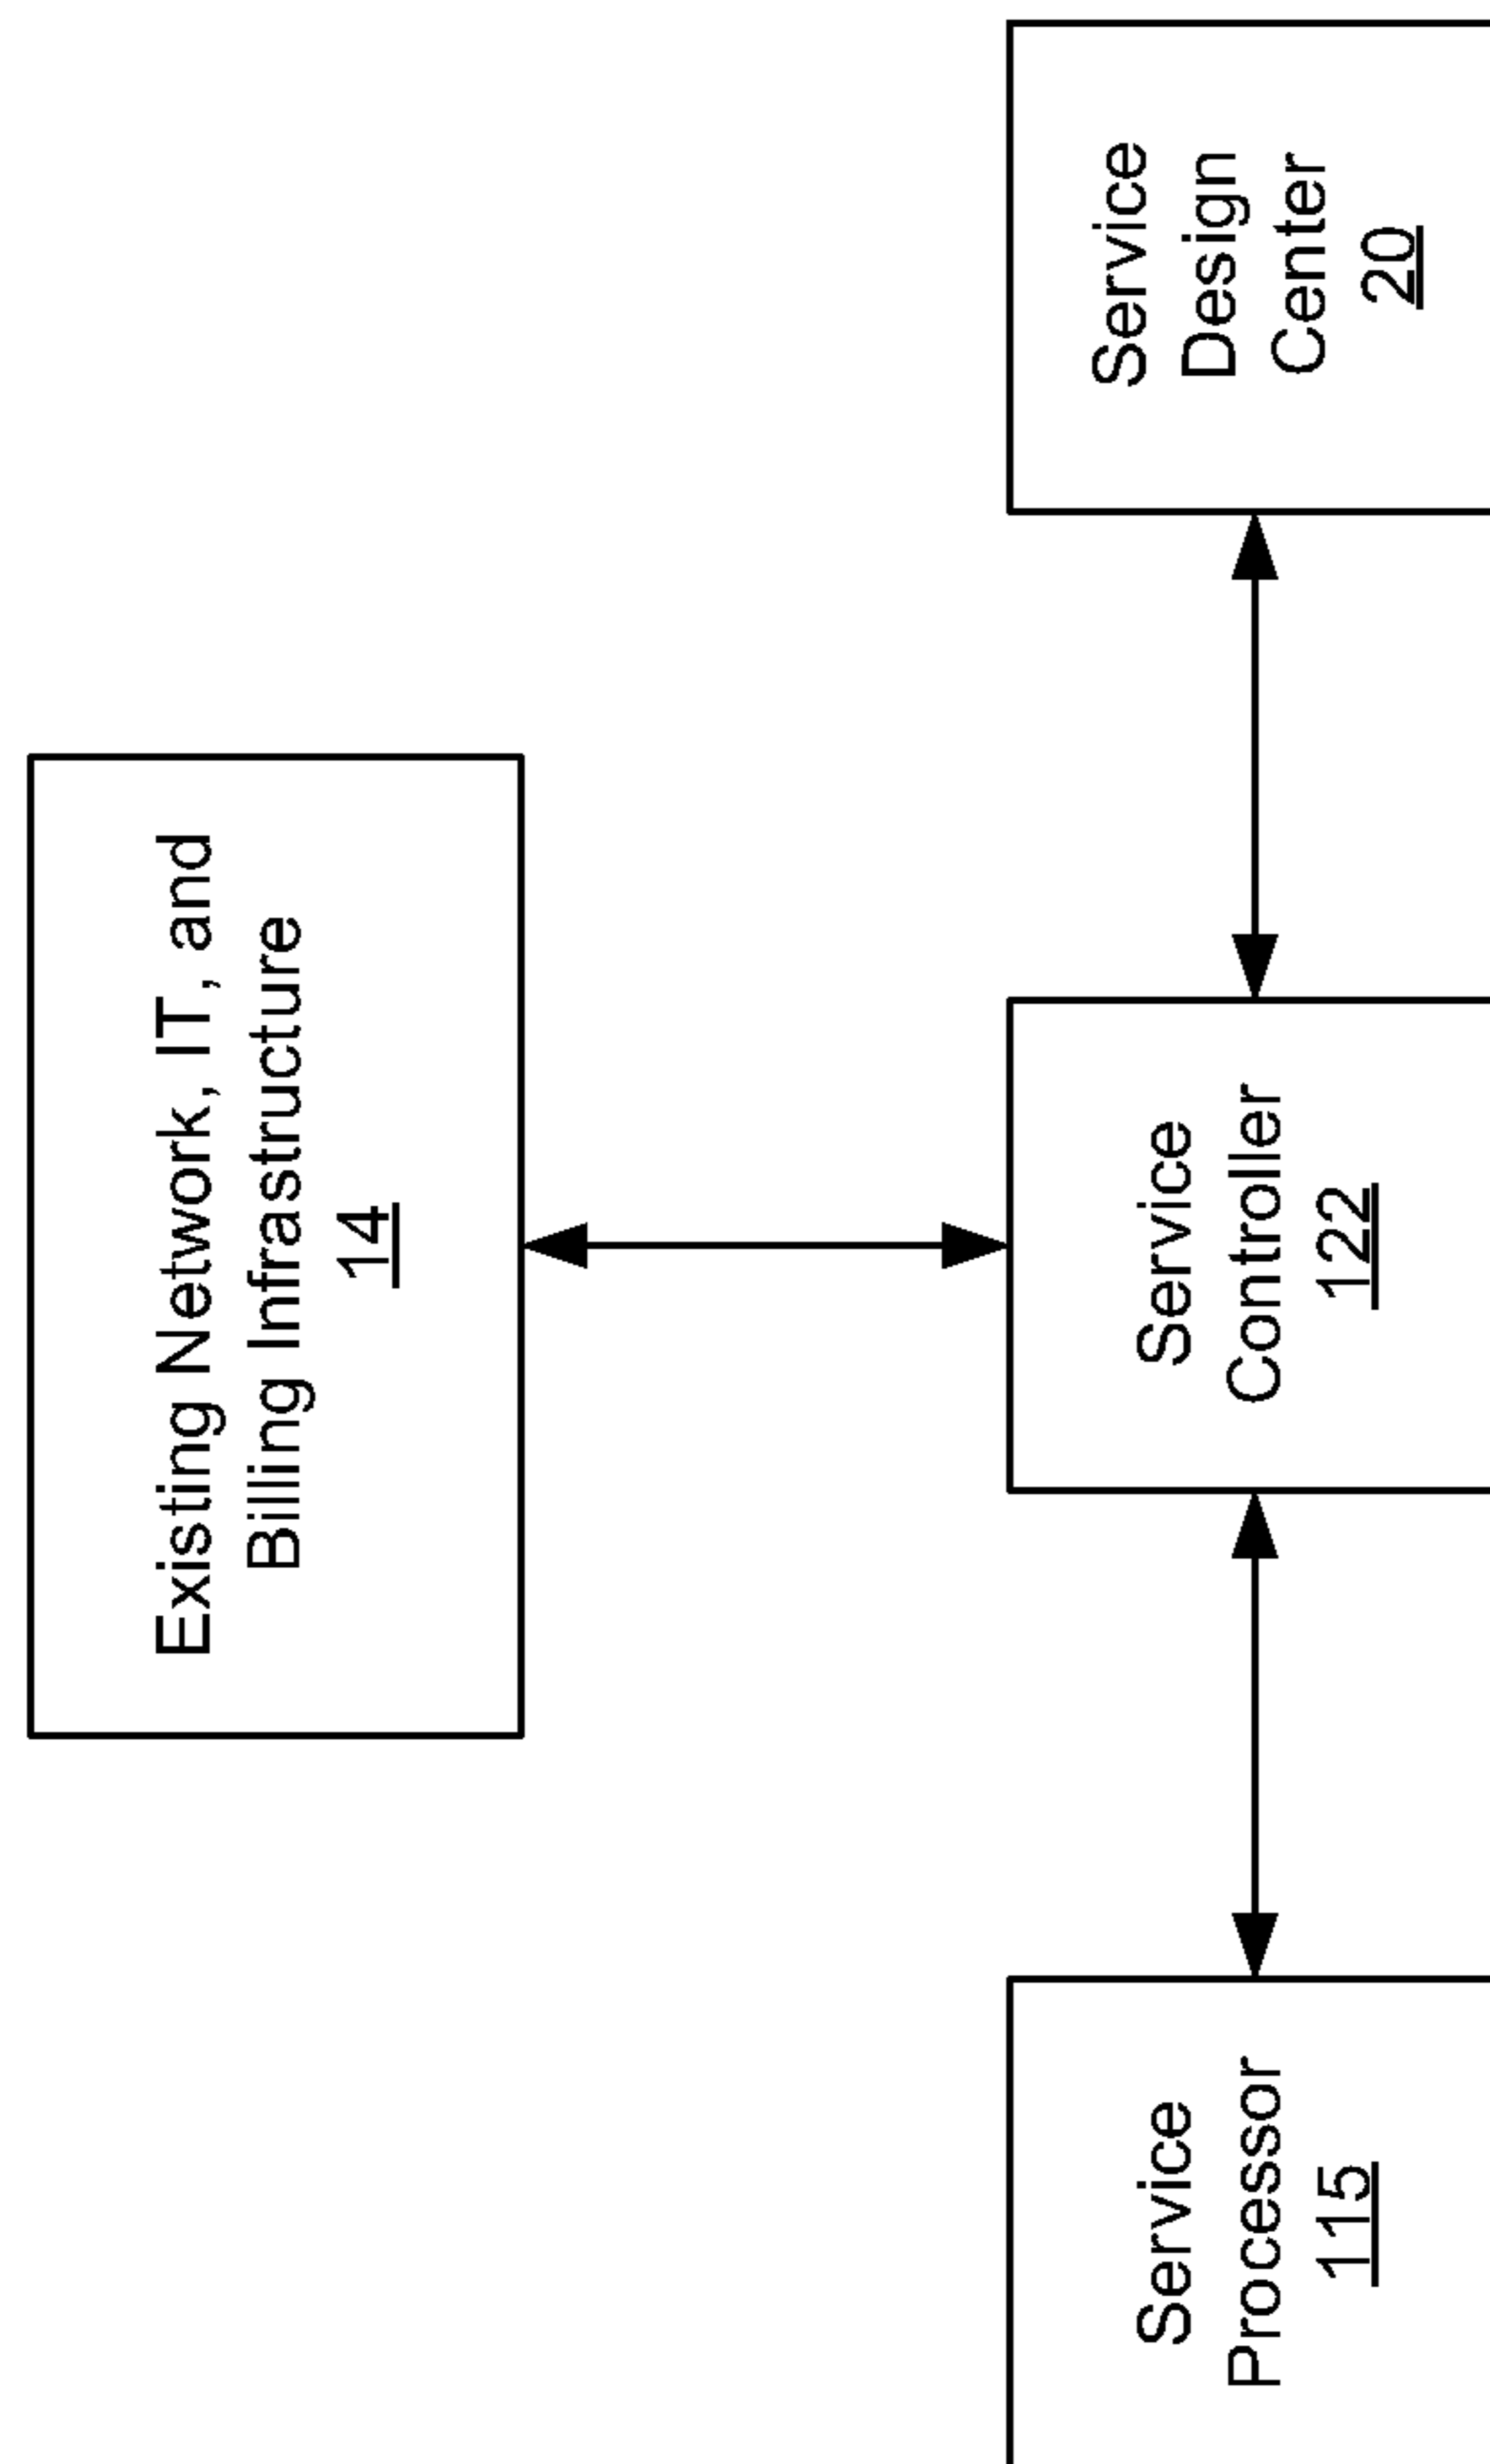 Existing Network, IT, and
Billing Infrastructure
14
Service
Processor
115
Service
Controller
122
Service
Design
Center
20